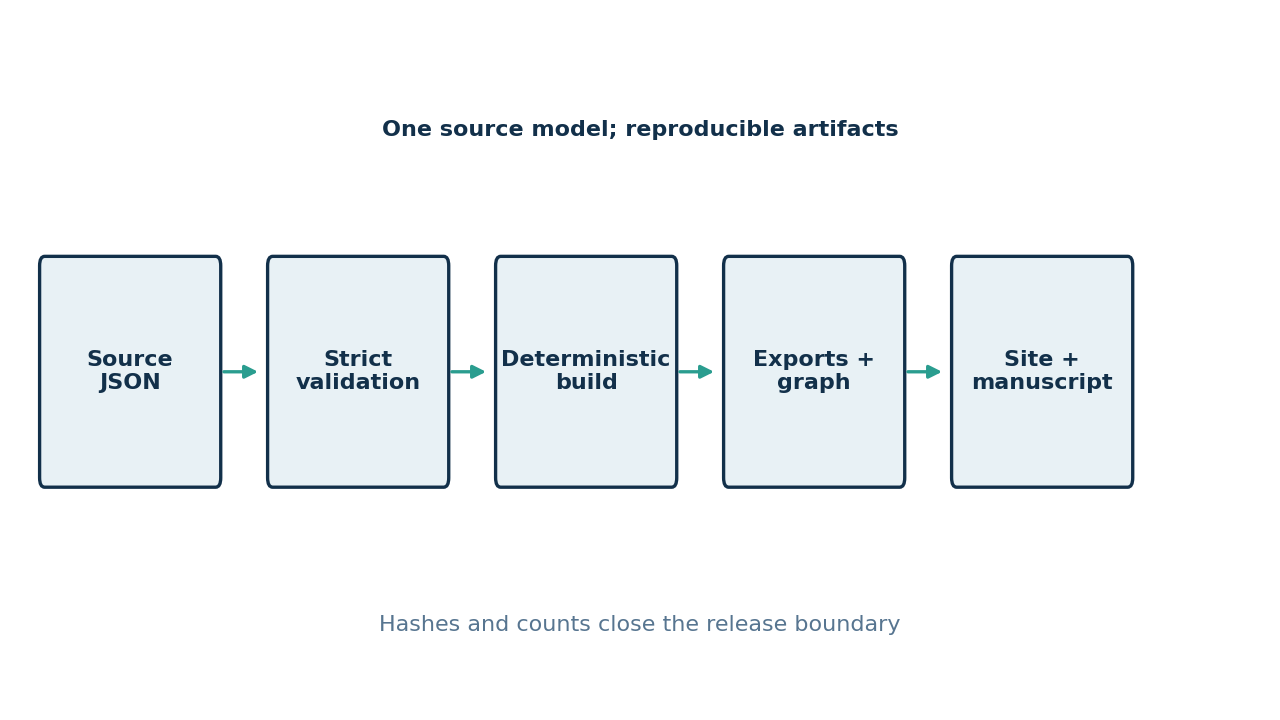 One source model; reproducible artifacts
Source
JSON
Strict
validation
Deterministic
build
Exports +
graph
Site +
manuscript
Hashes and counts close the release boundary